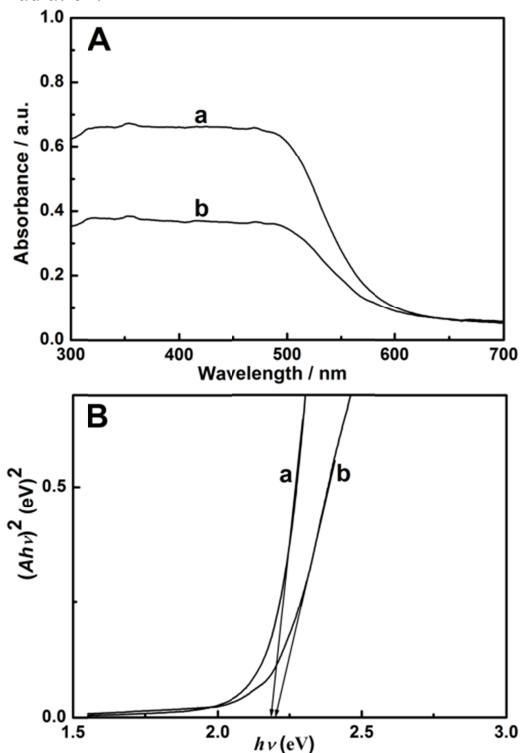 A
1.0
0.8
0.6
0.4
0.2
0.0
Absorbance / a.u.
a
b
300 400 500 600 700
Wavelength / nm
B
0.5
0.0
(Ahν)² (eV)²
a
b
1.5 2.0 2.5 3.0
hν (eV)